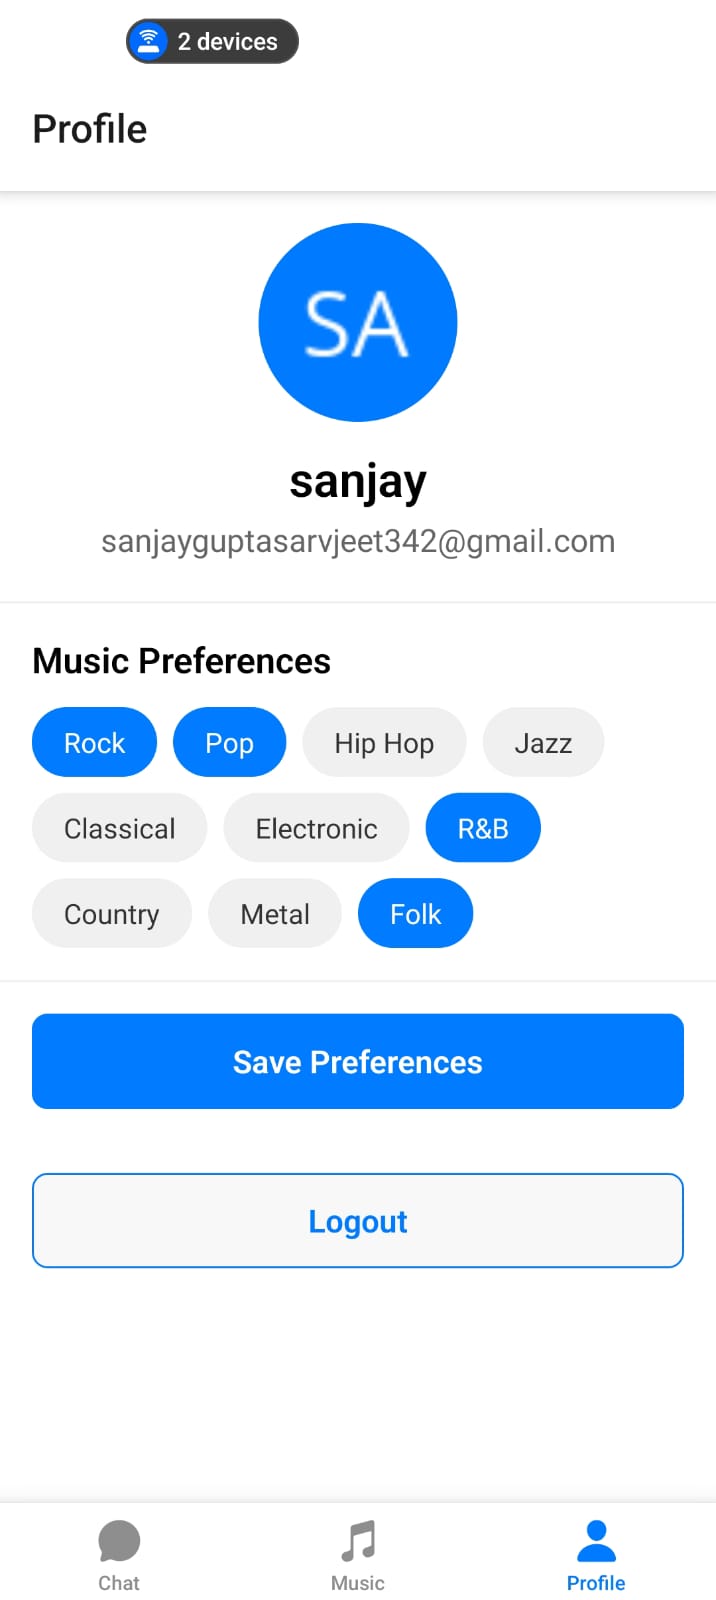 2 devices
Profile
SA
sanjay
sanjayguptasarvjeet342@gmail.com
Music Preferences
Rock Pop Hip Hop Jazz
Classical Electronic R&B
Country Metal Folk
Save Preferences
Logout
Chat Music Profile